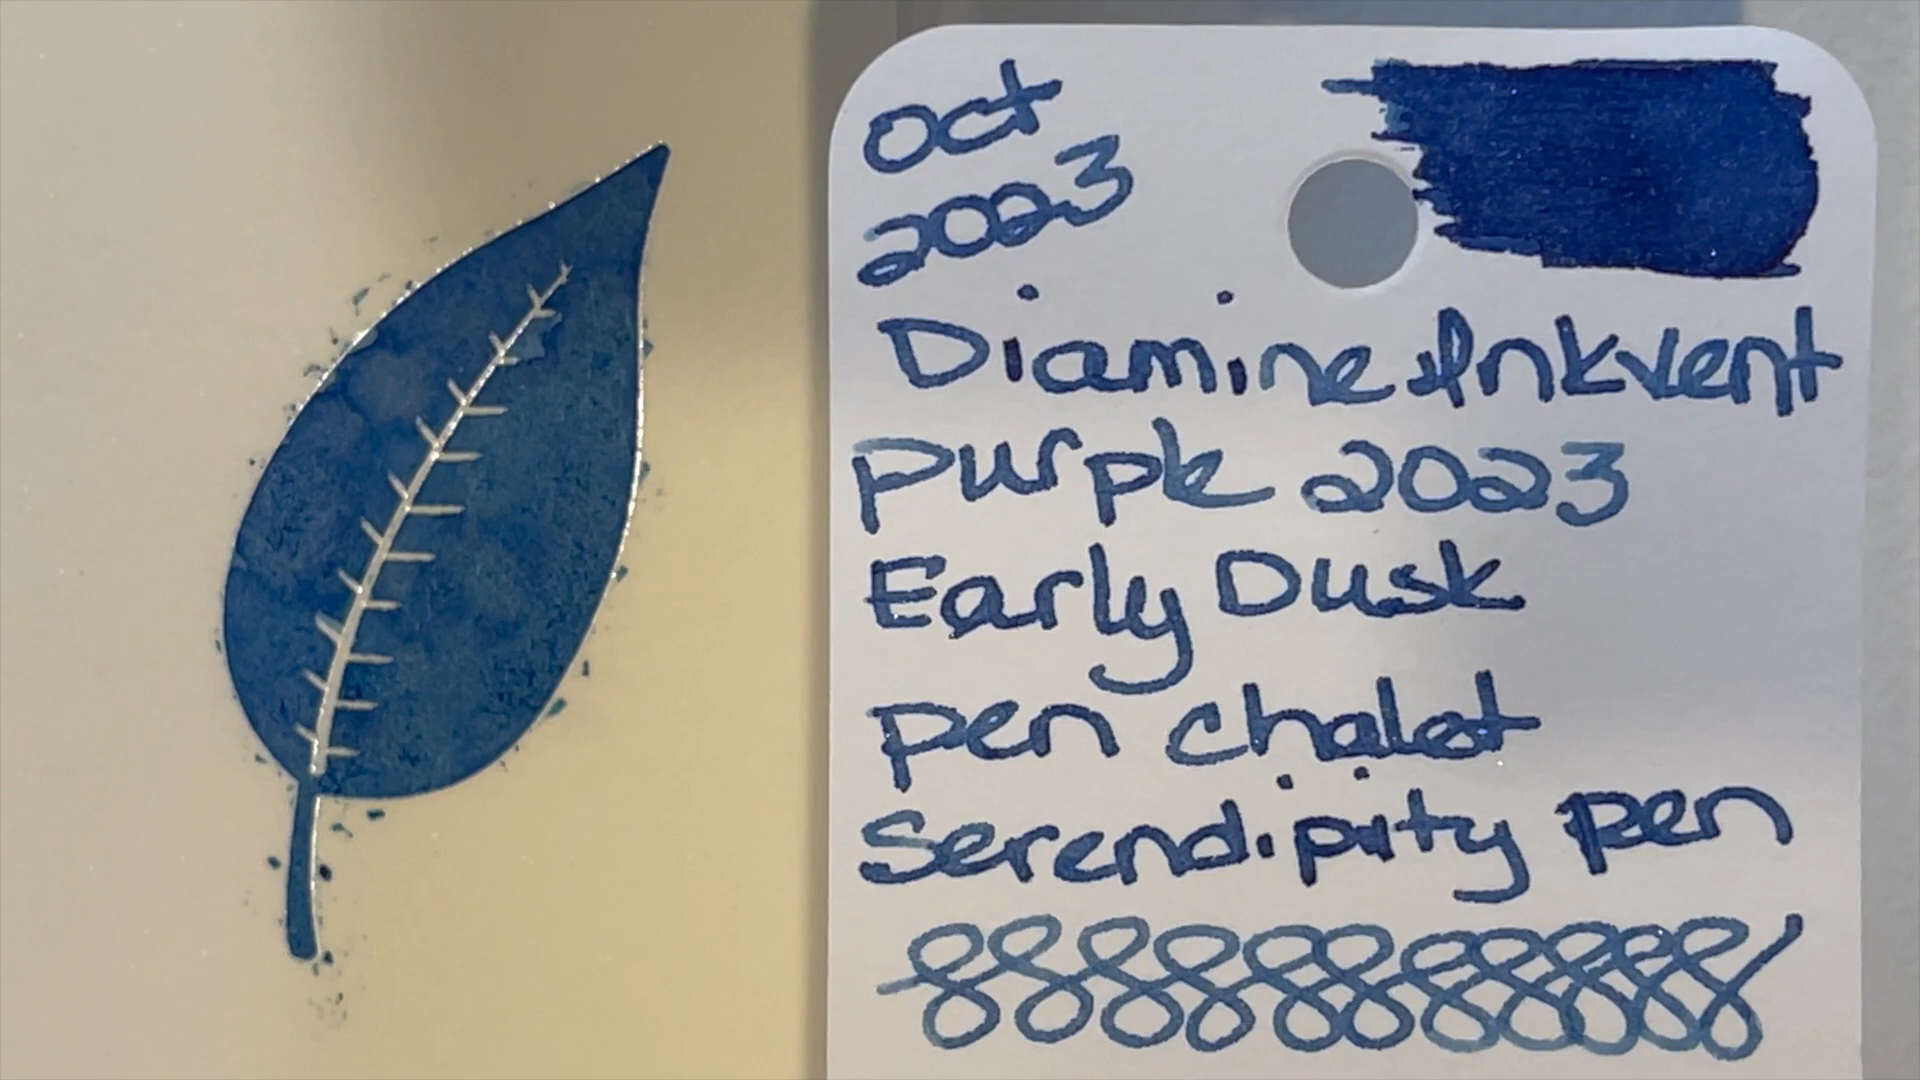 Oct
2023
Diamine Inkvent
Purple 2023
Early Dusk
pen chalet
Serendipity pen